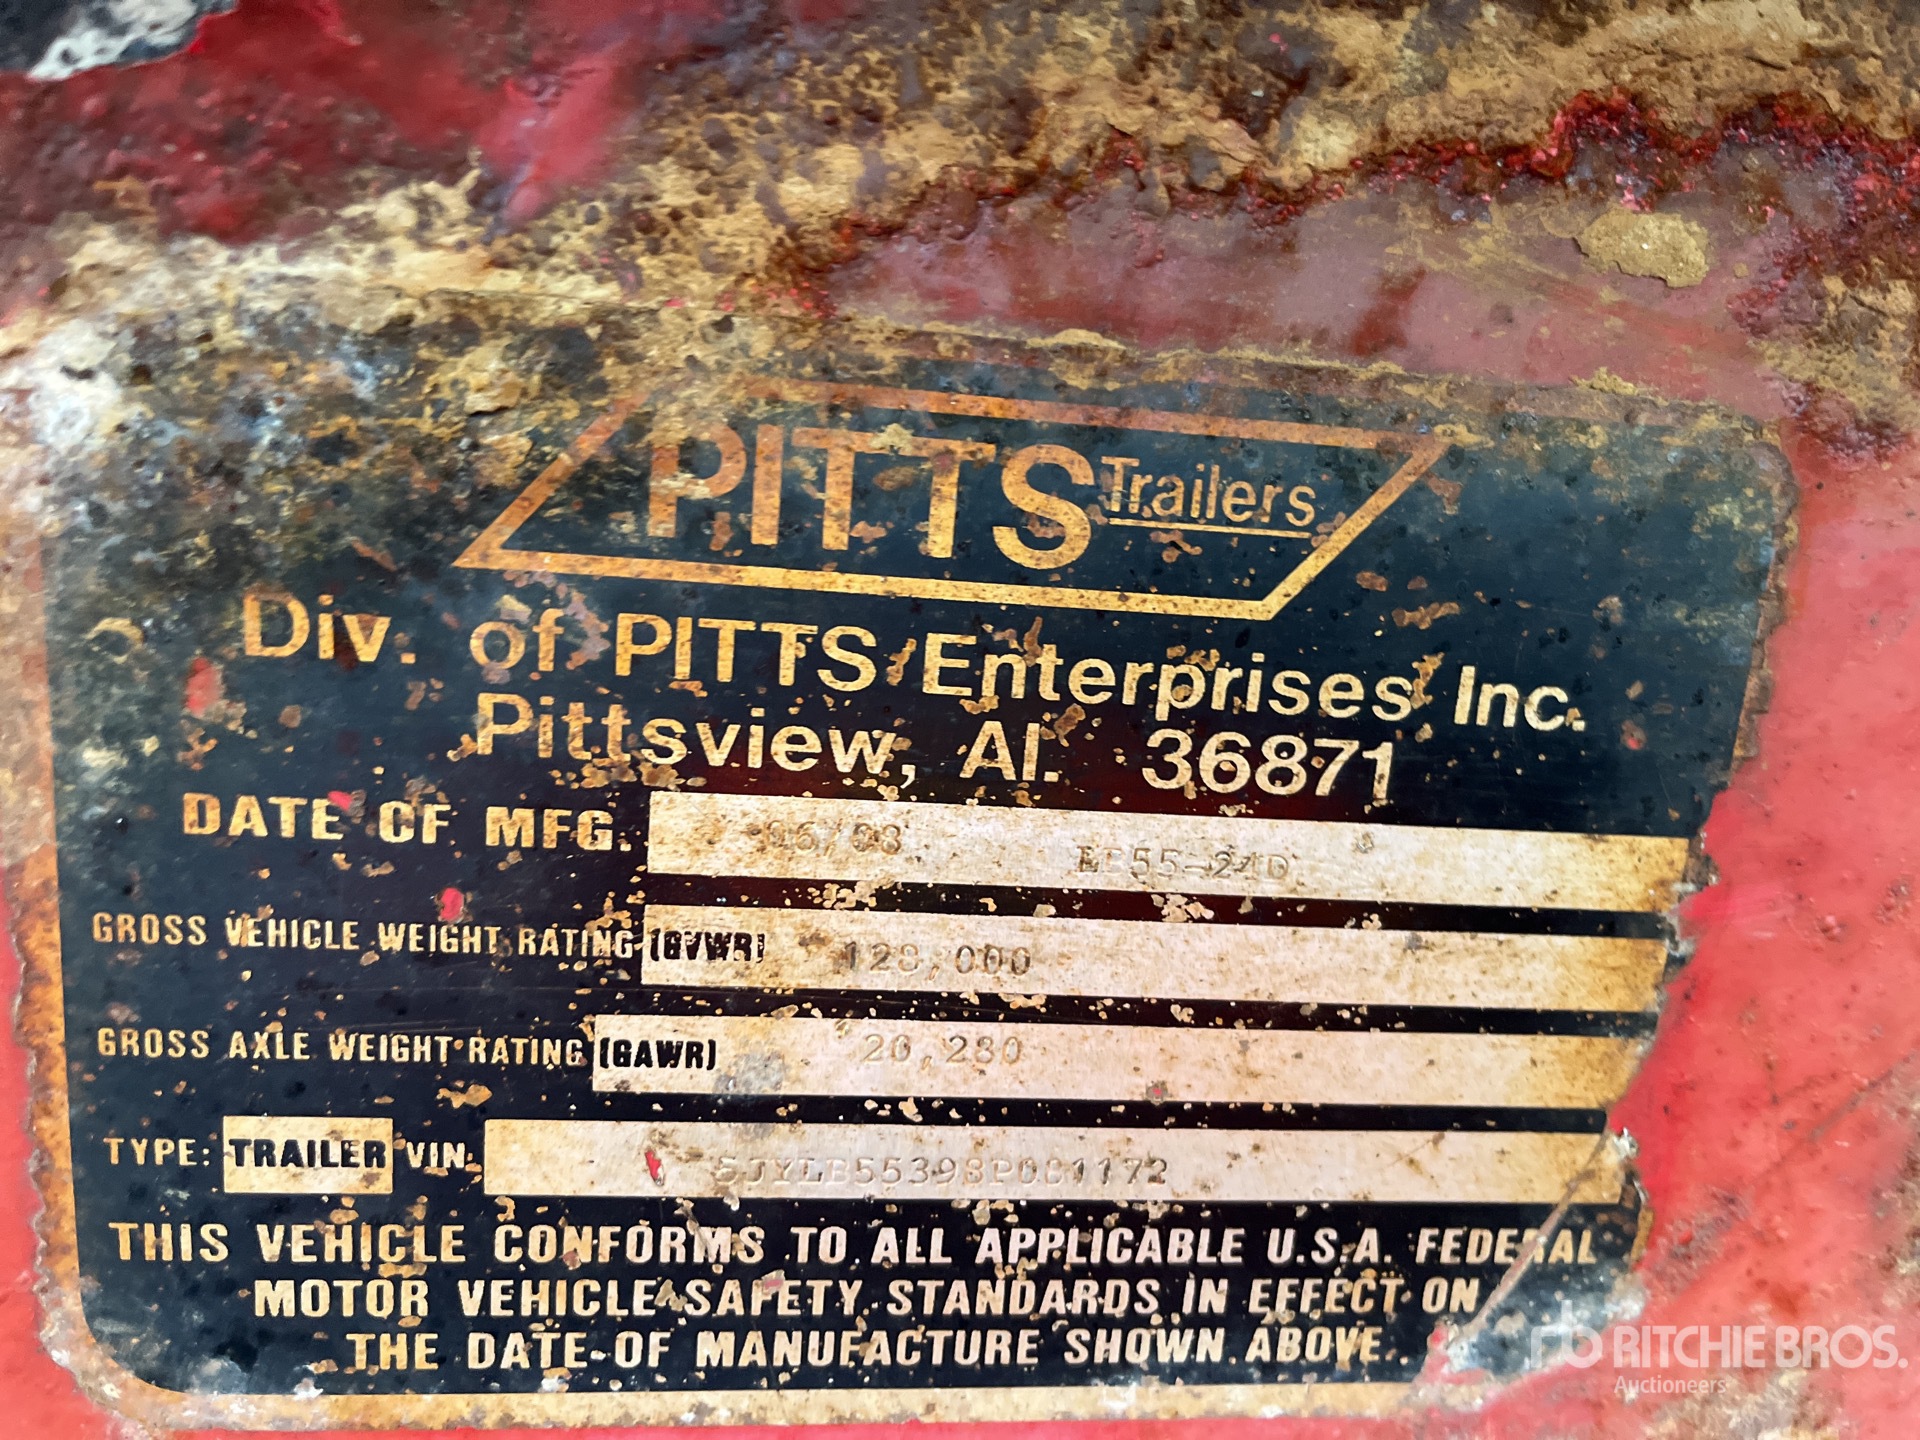 PITTS Trailers
Div. of PITTS Enterprises Inc.
Pittsview, Al. 36871
DATE OF MFG. 06/08 LB55-24D
GROSS VEHICLE WEIGHT RATING (GVWR) 128,000
GROSS AXLE WEIGHT RATING (GAWR) 20,280
TYPE: TRAILER VIN 5JYLB55398P081172
THIS VEHICLE CONFORMS TO ALL APPLICABLE U.S.A. FEDERAL
MOTOR VEHICLE SAFETY STANDARDS IN EFFECT ON
THE DATE OF MANUFACTURE SHOWN ABOVE.
rb RITCHIE BROS.
Auctioneers